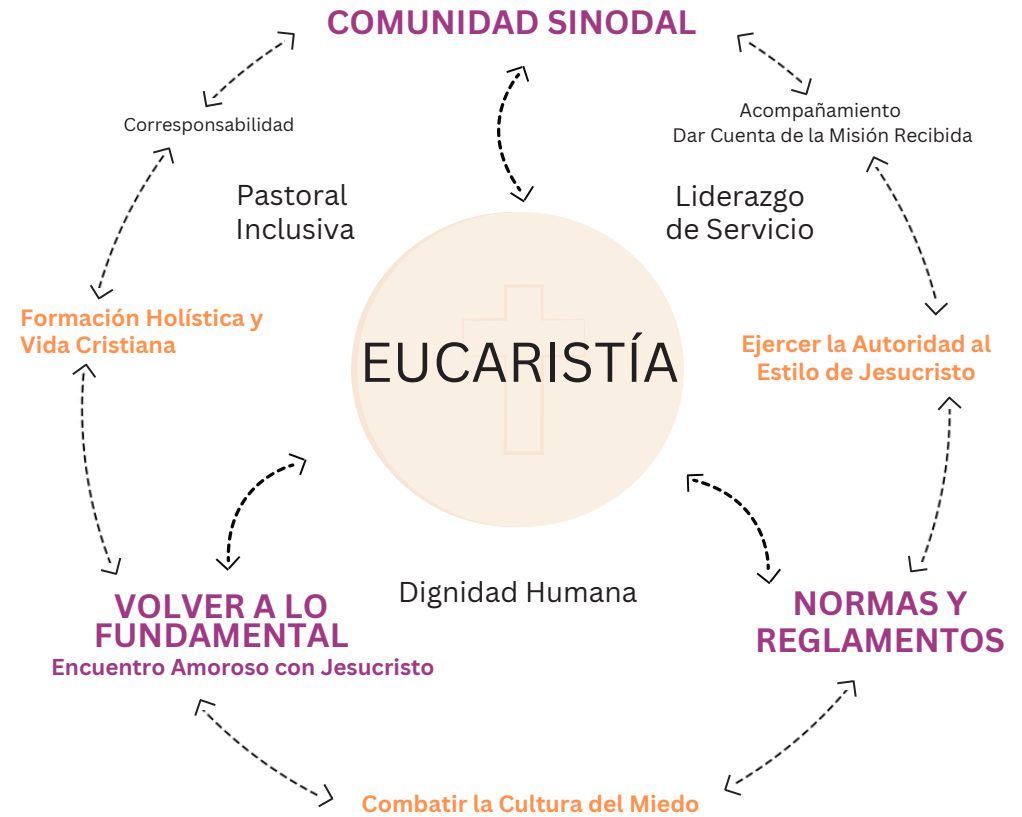 COMUNIDAD SINODAL
Corresponsabilidad
Acompañamiento
Dar Cuenta de la Misión Recibida
Pastoral
Inclusiva
Liderazgo
de Servicio
Formación Holística y
Vida Cristiana
EUCARISTÍA
Ejercer la Autoridad al
Estilo de Jesucristo
Dignidad Humana
VOLVER A LO
FUNDAMENTAL
Encuentro Amoroso con Jesucristo
NORMAS Y
REGLAMENTOS
Combatir la Cultura del Miedo